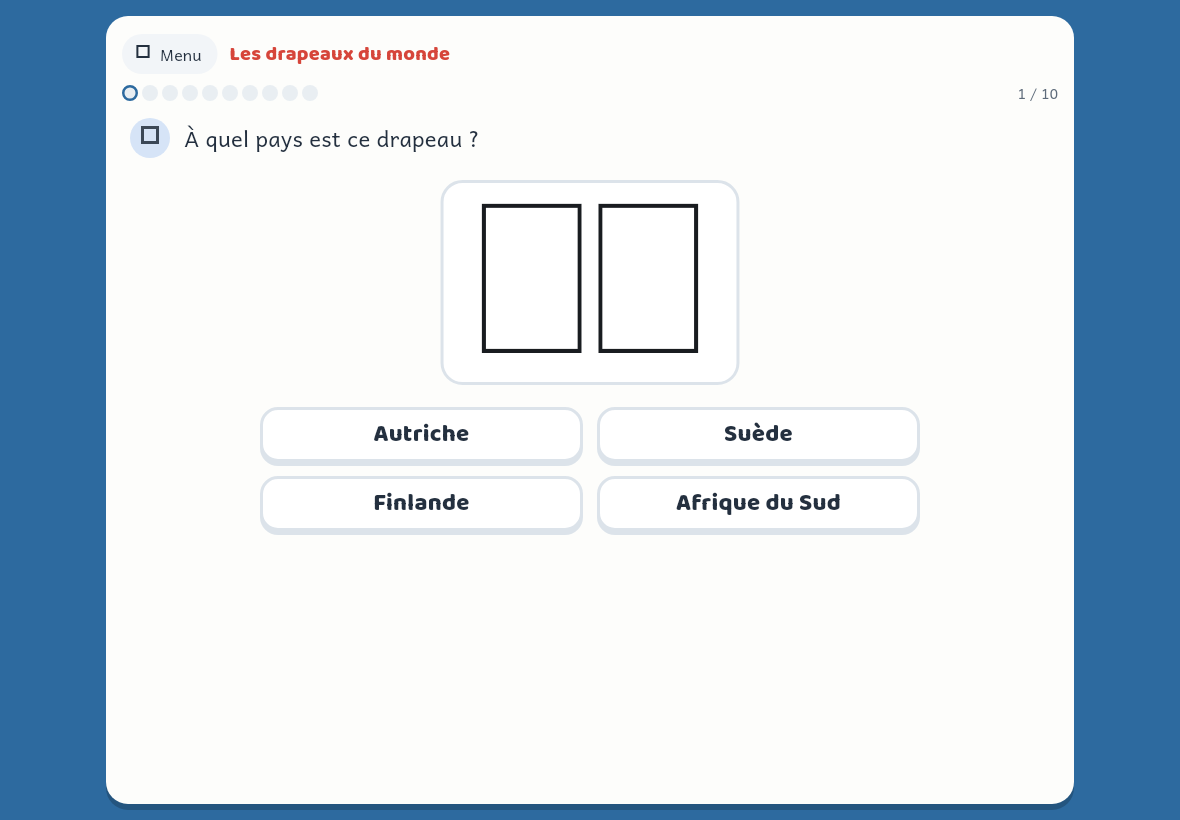 Menu
Les drapeaux du monde
1 / 10
À quel pays est ce drapeau ?
Autriche
Suède
Finlande
Afrique du Sud